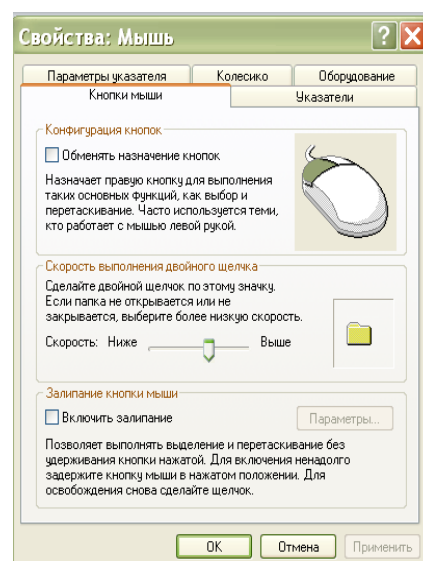 Свойства: Мышь
Параметры указателя Колесико Оборудование
Кнопки мыши Указатели
Конфигурация кнопок
Обменять назначение кнопок
Назначает правую кнопку для выполнения
таких основных функций, как выбор и
перетаскивание. Часто используется теми,
кто работает с мышью левой рукой.
Скорость выполнения двойного щелчка
Сделайте двойной щелчок по этому значку.
Если папка не открывается или не
закрывается, выберите более низкую скорость.
Скорость: Ниже Выше
Залипание кнопки мыши
Включить залипание Параметры...
Позволяет выполнять выделение и перетаскивание без
удерживания кнопки нажатой. Для включения ненадолго
задержите кнопку мыши в нажатом положении. Для
освобождения снова сделайте щелчок.
OK Отмена Применить